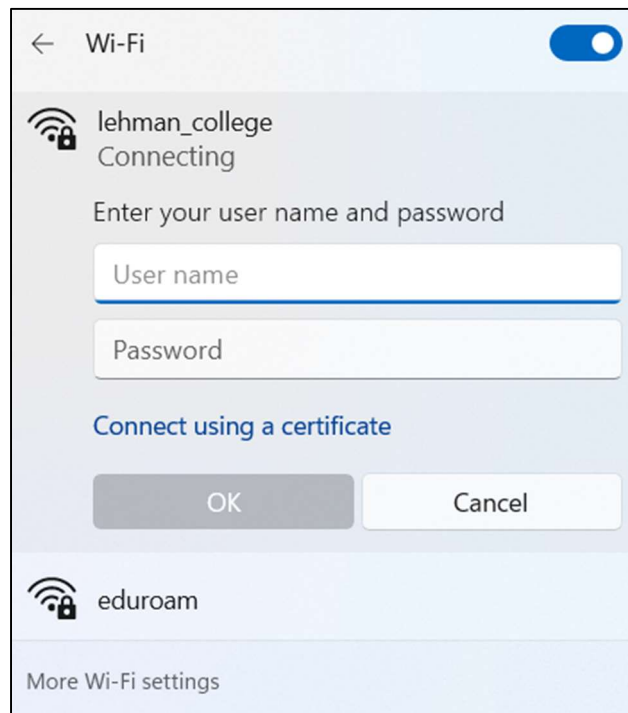 Wi-Fi
lehman_college
Connecting
Enter your user name and password
User name
Password
Connect using a certificate
OK Cancel
eduroam
More Wi-Fi settings